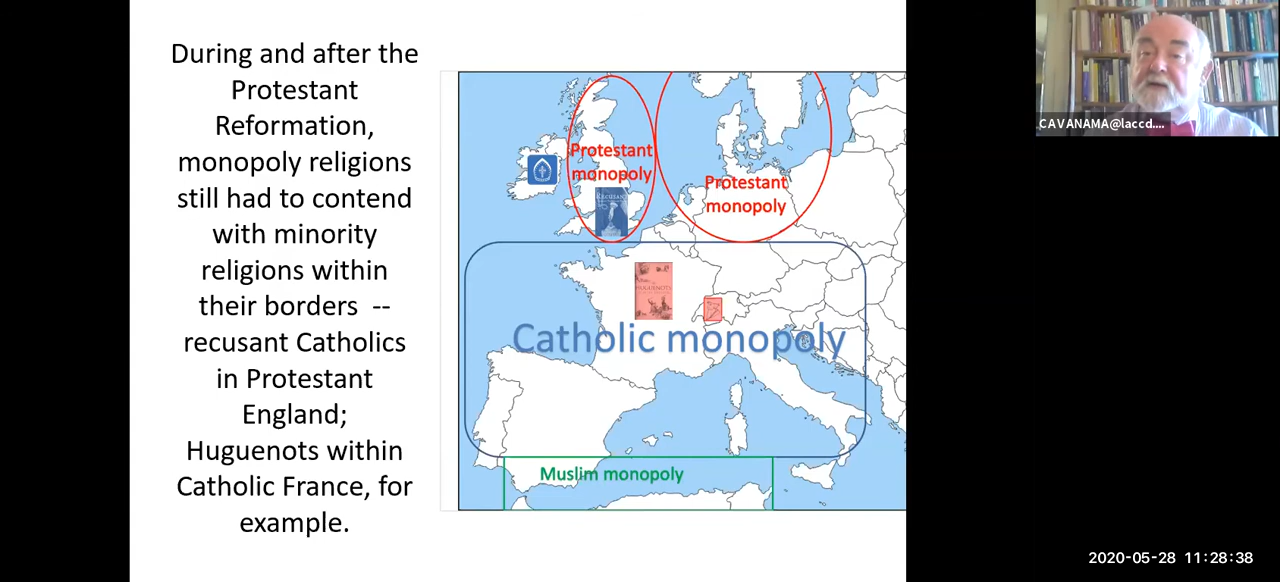 During and after the
Protestant
Reformation,
monopoly religions
still had to contend
with minority
religions within
their borders --
recusant Catholics
in Protestant
England;
Huguenots within
Catholic France, for
example.
Protestant
monopoly
Protestant
monopoly
RECUSANT
HUGUENOTS
Catholic monopoly
Muslim monopoly
CAVANAMA@laccd....
2020-05-28 11:28:38